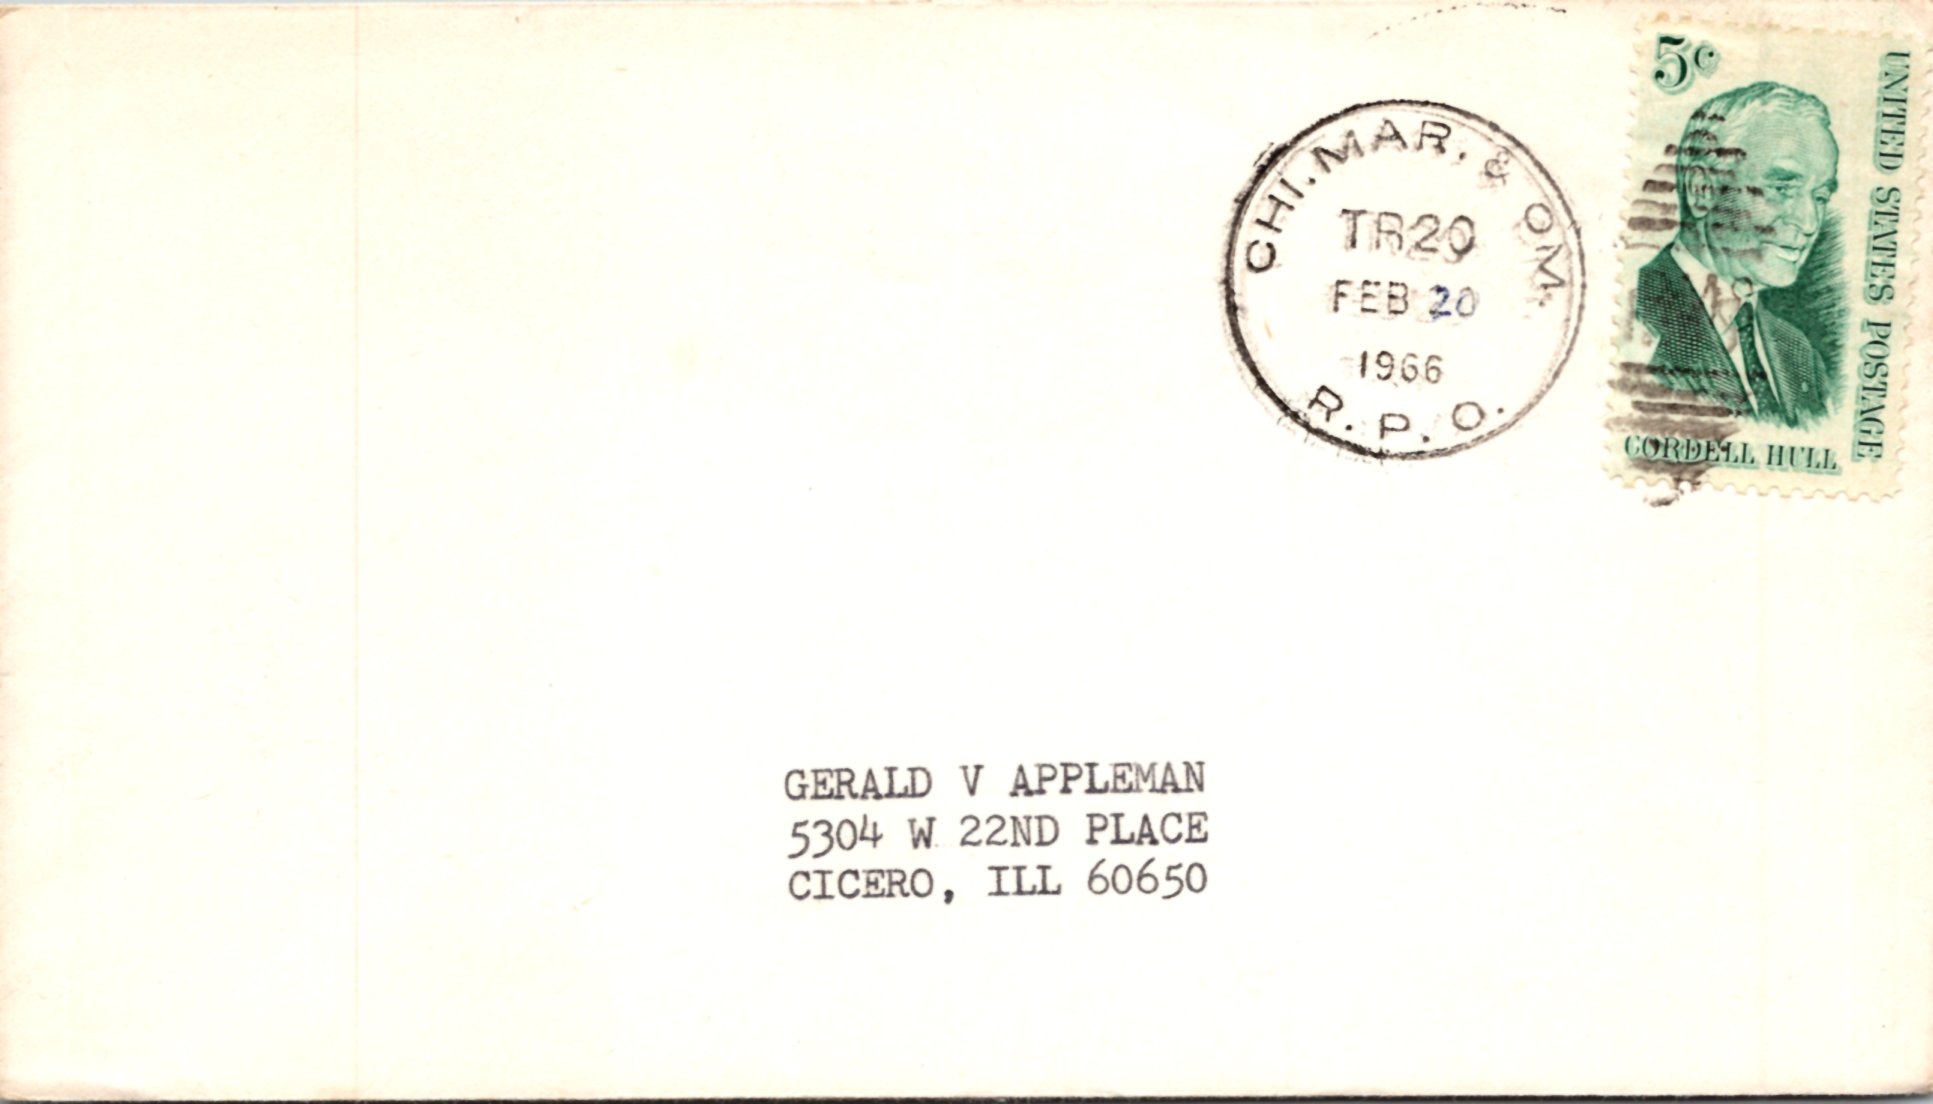 CHI. MAR. & OM.
TR20
FEB 20
1966
R.P.O.
5c
UNITED STATES POSTAGE
CORDELL HULL
GERALD V APPLEMAN
5304 W 22ND PLACE
CICERO, ILL 60650